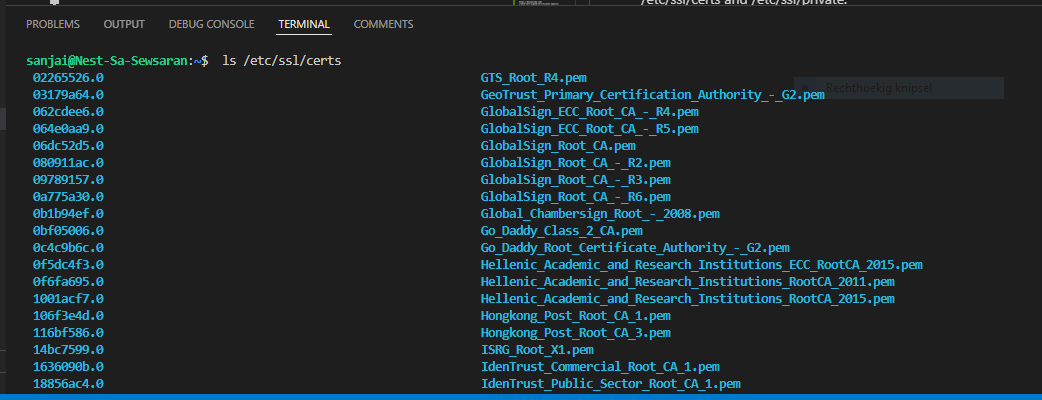 /etc/ssl/certs and /etc/ssl/private.
PROBLEMS OUTPUT DEBUG CONSOLE TERMINAL COMMENTS
sanjai@Nest-Sa-Sewsaran:~$ ls /etc/ssl/certs
02265526.0 GTS_Root_R4.pem
Rechthoekig knipsel
03179a64.0 GeoTrust_Primary_Certification_Authority_-_G2.pem
062cdee6.0 GlobalSign_ECC_Root_CA_-_R4.pem
064e0aa9.0 GlobalSign_ECC_Root_CA_-_R5.pem
06dc52d5.0 GlobalSign_Root_CA.pem
080911ac.0 GlobalSign_Root_CA_-_R2.pem
09789157.0 GlobalSign_Root_CA_-_R3.pem
0a775a30.0 GlobalSign_Root_CA_-_R6.pem
0b1b94ef.0 Global_Chambersign_Root_-_2008.pem
0bf05006.0 Go_Daddy_Class_2_CA.pem
0c4c9b6c.0 Go_Daddy_Root_Certificate_Authority_-_G2.pem
0f5dc4f3.0 Hellenic_Academic_and_Research_Institutions_ECC_RootCA_2015.pem
0f6fa695.0 Hellenic_Academic_and_Research_Institutions_RootCA_2011.pem
1001acf7.0 Hellenic_Academic_and_Research_Institutions_RootCA_2015.pem
106f3e4d.0 Hongkong_Post_Root_CA_1.pem
116bf586.0 Hongkong_Post_Root_CA_3.pem
14bc7599.0 ISRG_Root_X1.pem
1636090b.0 IdenTrust_Commercial_Root_CA_1.pem
18856ac4.0 IdenTrust_Public_Sector_Root_CA_1.pem